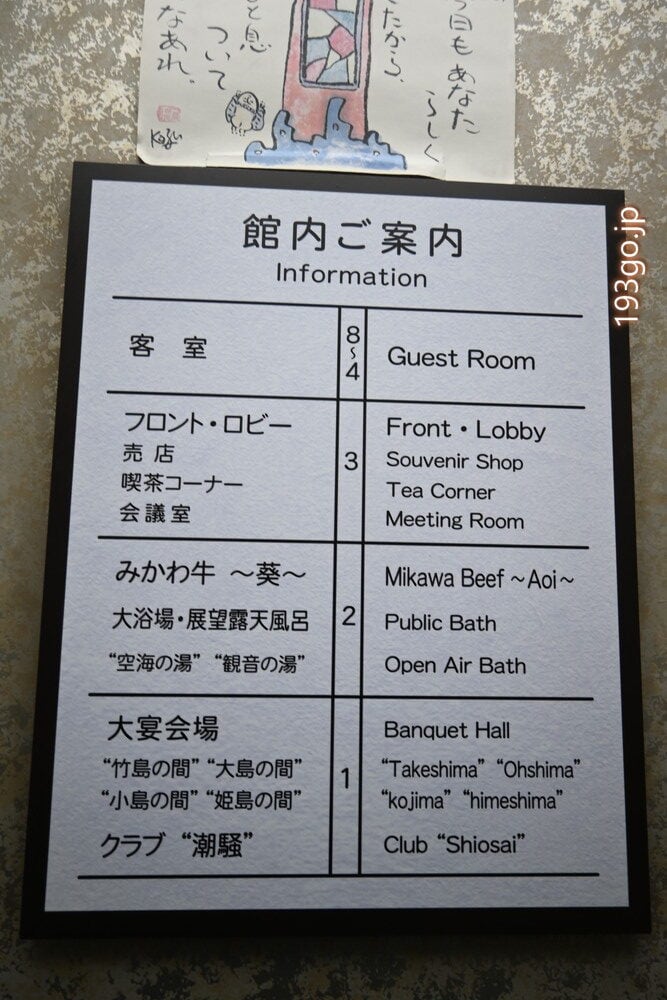 今日もあなた
らしく
たから、
と息
ついて
なあれ。
Kazu
193go.jp
館内ご案内
Information
客 室 8~4 Guest Room
フロント・ロビー 3 Front・Lobby
売店 Souvenir Shop
喫茶コーナー Tea Corner
会議室 Meeting Room
みかわ牛 〜葵〜 2 Mikawa Beef ~Aoi~
大浴場・展望露天風呂 Public Bath
“空海の湯” “観音の湯” Open Air Bath
大宴会場 1 Banquet Hall
“竹島の間” “大島の間” “Takeshima” “Ohshima”
“小島の間” “姫島の間” “kojima” “himeshima”
クラブ “潮騒” Club “Shiosai”